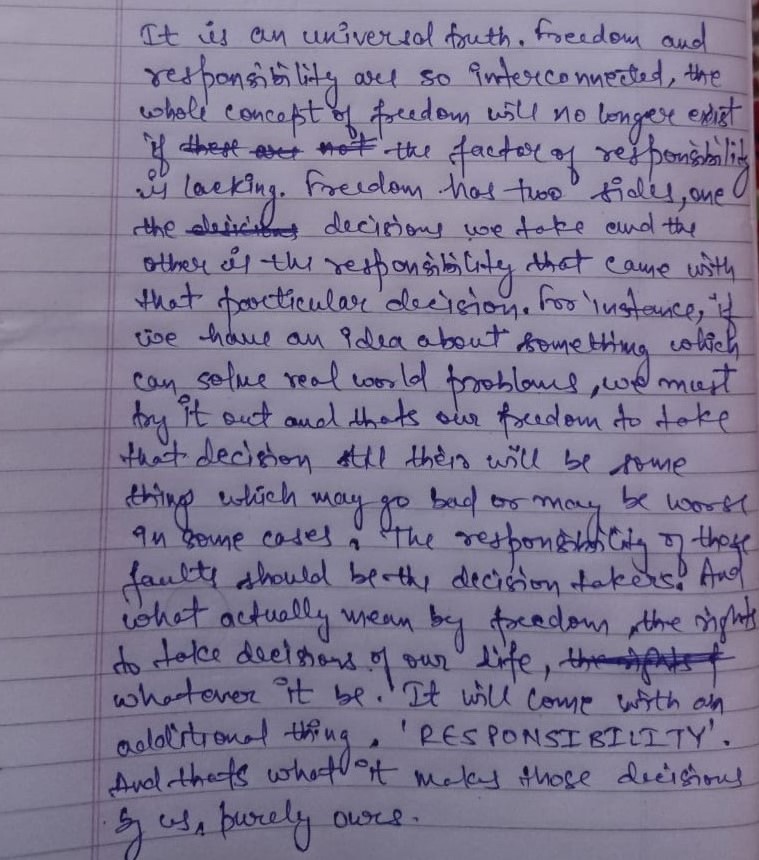 It is an universal truth. Freedom and
responsibility are so interconnected, the
whole concept of freedom will no longer exist
if these are not the factor of responsibility
is lacking. Freedom has two sides, one
the decisions decisions we take and the
other is the responsibility that came with
that particular decision. For instance, if
we have an idea about something which
can solve real world problems, we must
try it out and thats our freedom to take
that decision still their will be some
thing which may go bad or may be worse
in some cases, The responsibility of those
faults should be the decision takers. And
what actually mean by freedom, the rights
to take decisions of our life, the rights of
whatever it be. It will come with an
additional thing, 'RESPONSIBILITY'.
And thats what it makes those decisions
of us, purely ours.